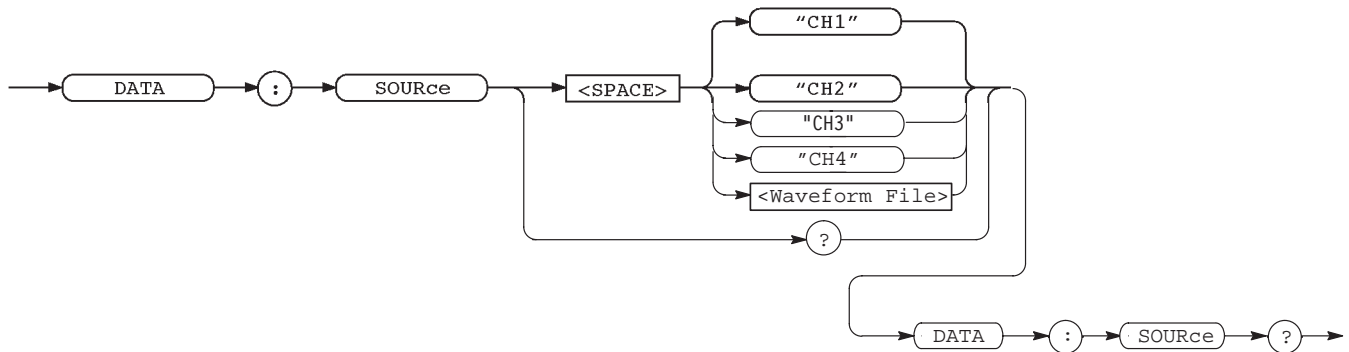 “CH1”
DATA : SOURce <SPACE> “CH2”
"CH3"
”CH4”
<Waveform File>
?
DATA : SOURce ?